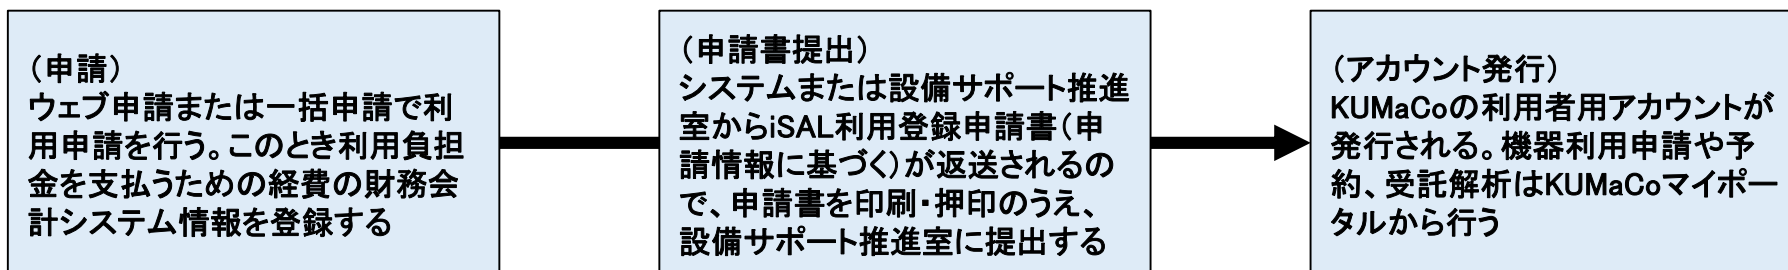 (申請)
ウェブ申請または一括申請で利
用申請を行う。このとき利用負担
金を支払うための経費の財務会
計システム情報を登録する
(申請書提出)
システムまたは設備サポート推進
室からiSAL利用登録申請書(申
請情報に基づく)が返送されるの
で、申請書を印刷・押印のうえ、
設備サポート推進室に提出する
(アカウント発行)
KUMaCoの利用者用アカウントが
発行される。機器利用申請や予
約、受託解析はKUMaCoマイポー
タルから行う